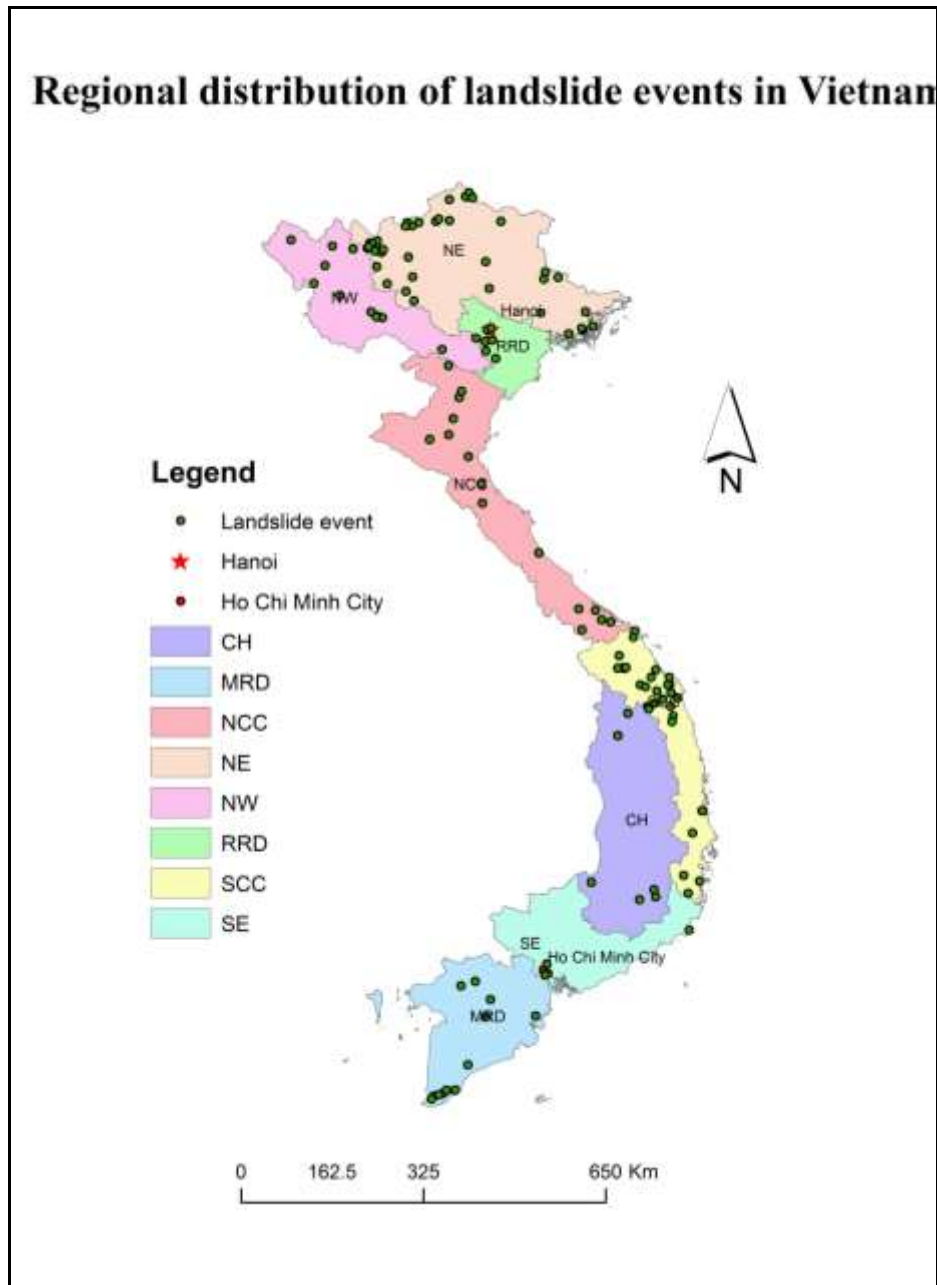 Regional distribution of landslide events in Vietnam
NE
NW
Hanoi
RRD
N
Legend
Landslide event
Hanoi
Ho Chi Minh City
CH
MRD
NCC
NE
NW
RRD
SCC
SE
NCC
CH
SE
Ho Chi Minh City
MRD
0 162.5 325 650 Km